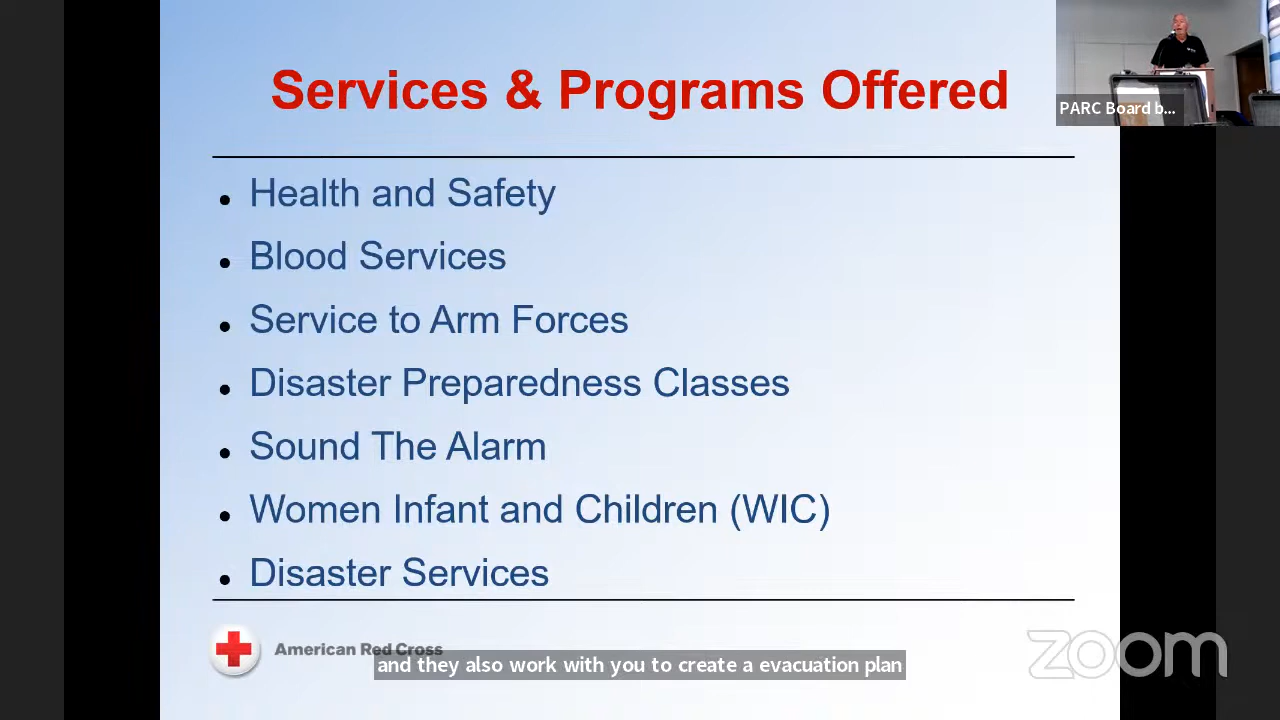 Services & Programs Offered
PARC Board b...
Health and Safety
Blood Services
Service to Arm Forces
Disaster Preparedness Classes
Sound The Alarm
Women Infant and Children (WIC)
Disaster Services
American Red Cross
and they also work with you to create a evacuation plan
zoom